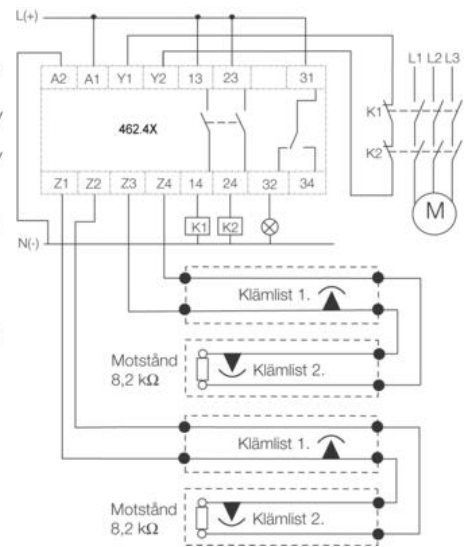 L(+)
A2 A1 Y1 Y2 13 23 31
L1 L2 L3
K1
462.4X
K2
Z1 Z2 Z3 Z4 14 24 32 34
K1 K2
M
N(-)
Klämlist 1.
Motstånd
8,2 kΩ
Klämlist 2.
Klämlist 1.
Motstånd
8,2 kΩ
Klämlist 2.